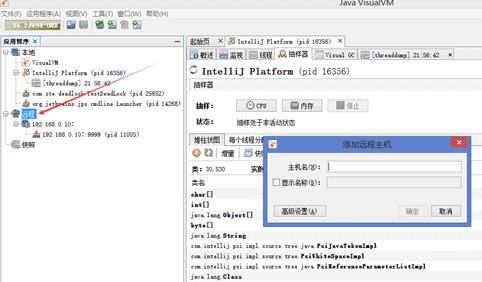 Java VisualVM
文件(F) 应用程序(A) 视图(V) 工具(T) 窗口(W) 帮助(H)
应用程序
本地
VisualVM
IntelliJ Platform (pid 16356)
[threaddump] 21:56:42
com.zte.deadlock.TestDeadLock (pid 25652)
org.jetbrains.jps.cmdline.Launcher (pid 14268)
远程
192.168.0.107
192.168.0.107:9999 (pid 11005)
快照
起始页 IntelliJ Platform (pid 16356)
概述 监视 线程 抽样器 Visual GC [threaddump] 21:56:42
IntelliJ Platform (pid 16356)
抽样器
抽样: CPU 内存 停止
状态: 抽样处于非活动状态
堆柱状图 每个线程分
增量 快
类: 30,530 实
类名
char[]
int[]
java.lang.Object[]
byte[]
java.lang.String
com.intellij.psi.impl.source.tree.java.PsiJavaTokenImpl
com.intellij.psi.impl.source.tree.PsiWhiteSpaceImpl
com.intellij.psi.impl.source.tree.java.PsiReferenceParameterListImpl
java.lang.Class
添加远程主机
主机名(H):
显示名称(D):
高级设置(A) 确定 取消